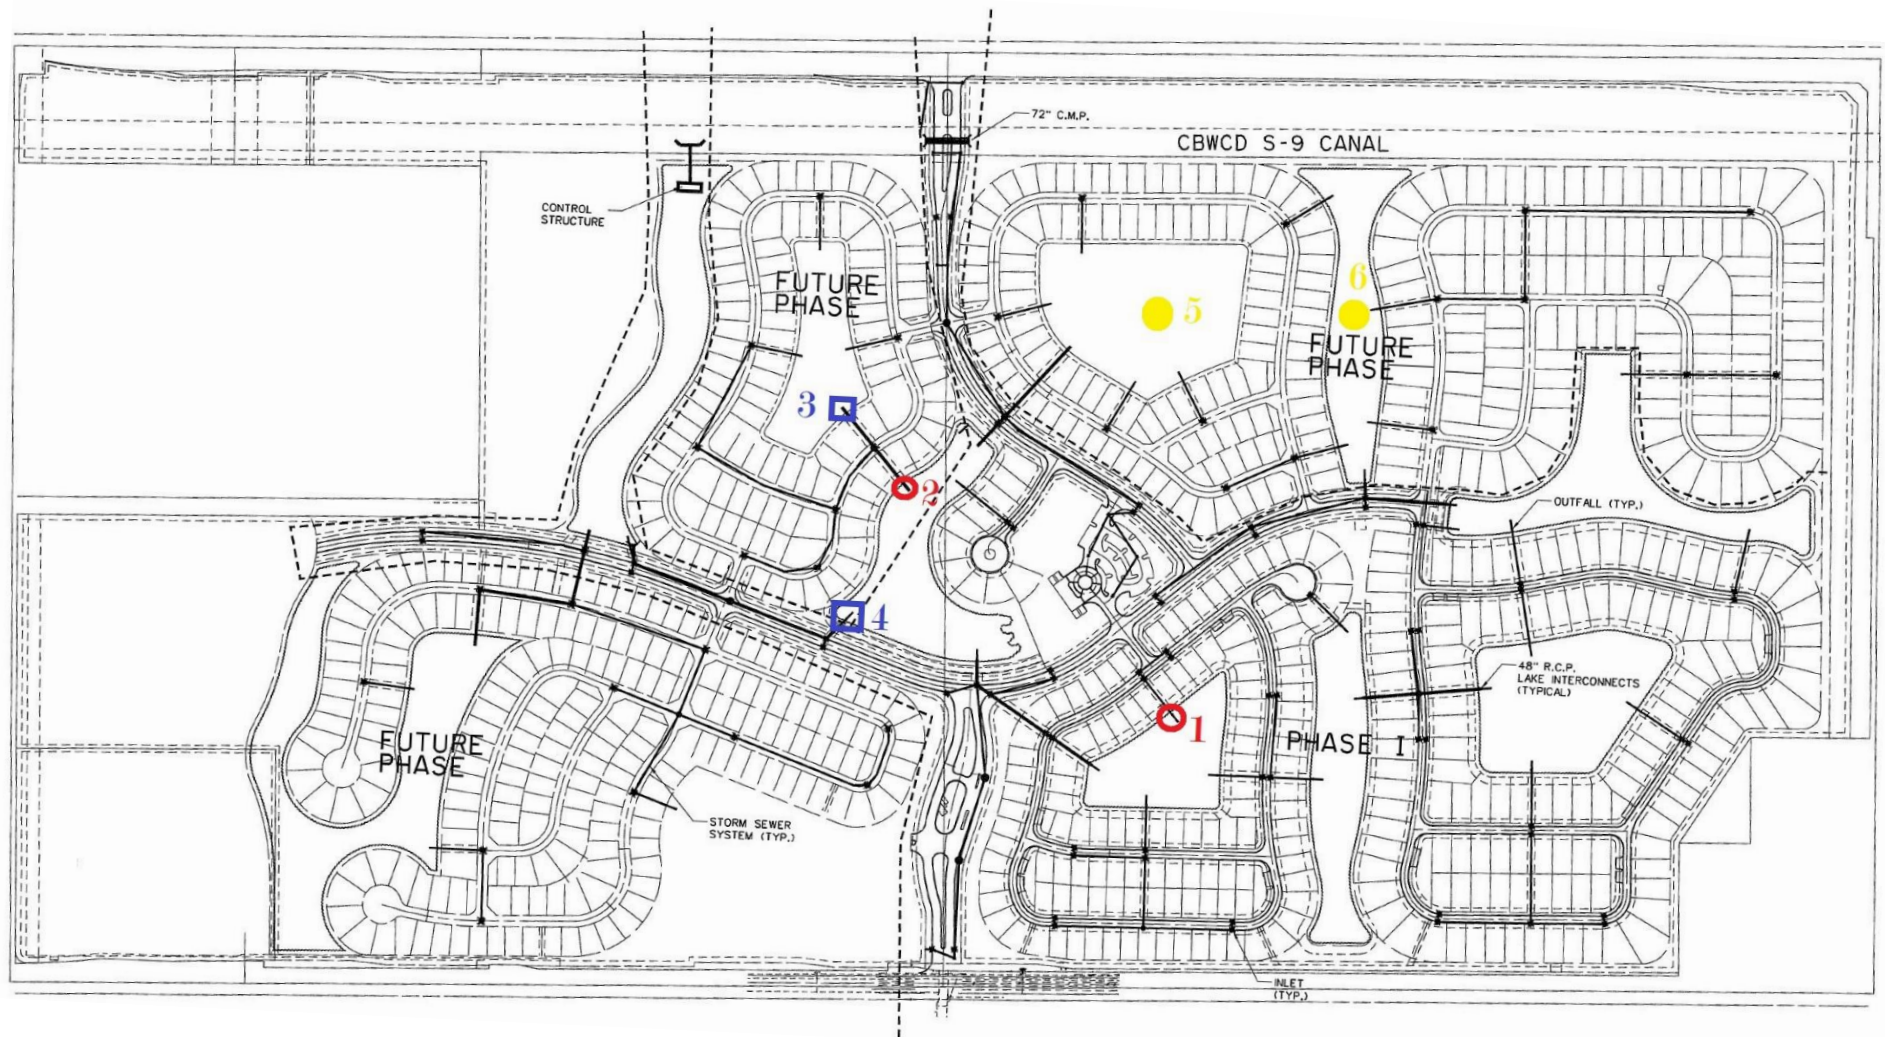 72" C.M.P.
CBWCD S-9 CANAL
CONTROL
STRUCTURE
FUTURE
PHASE
5
6
FUTURE
PHASE
3
2
OUTFALL (TYP.)
4
48" R.C.P.
LAKE INTERCONNECTS
(TYPICAL)
1
PHASE I
FUTURE
PHASE
STORM SEWER
SYSTEM (TYP.)
INLET
(TYP.)